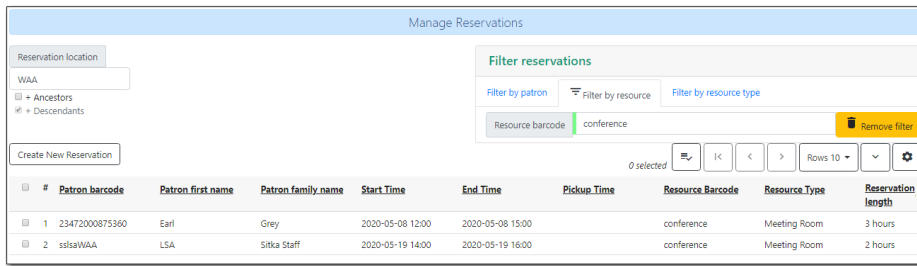 Manage Reservations
Reservation location
WAA
+ Ancestors
+ Descendants
Filter reservations
Filter by patron Filter by resource Filter by resource type
Resource barcode conference Remove filter
Create New Reservation
0 selected Rows 10
# Patron barcode Patron first name Patron family name Start Time End Time Pickup Time Resource Barcode Resource Type Reservation length
1 23472000875360 Earl Grey 2020-05-08 12:00 2020-05-08 15:00 conference Meeting Room 3 hours
2 sslsaWAA LSA Sitka Staff 2020-05-19 14:00 2020-05-19 16:00 conference Meeting Room 2 hours